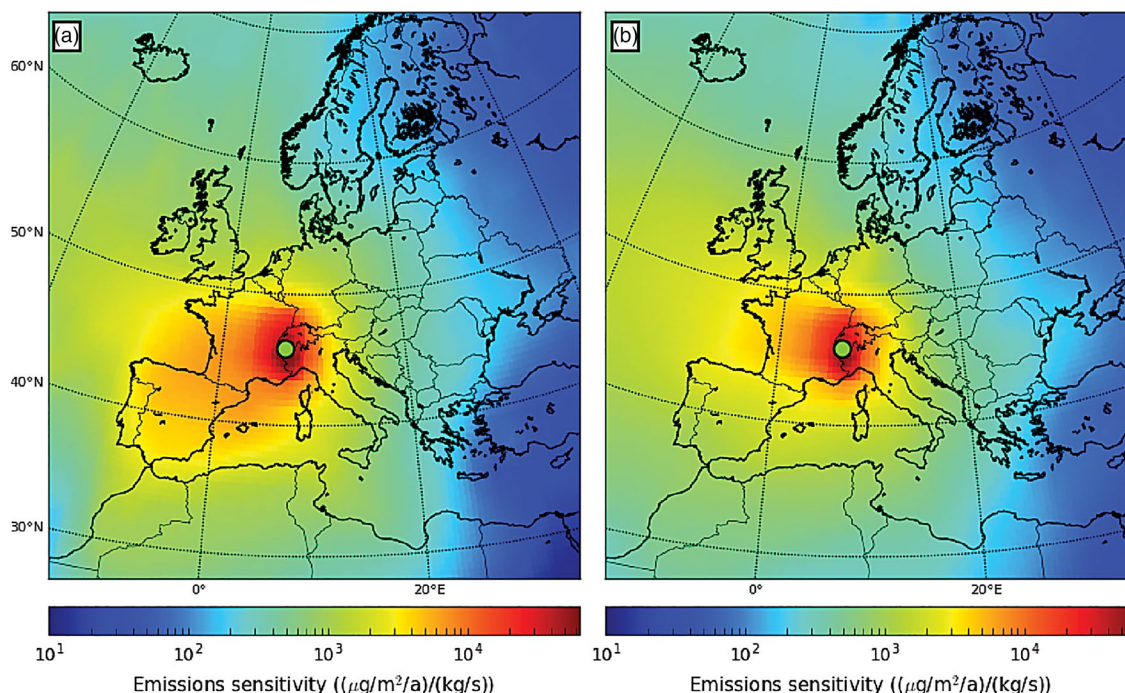 (a)
(b)
60°N
50°N
40°N
30°N
0° 20°E 0° 20°E
10¹ 10² 10³ 10⁴ 10¹ 10² 10³ 10⁴
Emissions sensitivity ((μg/m²/a)/(kg/s)) Emissions sensitivity ((μg/m²/a)/(kg/s))